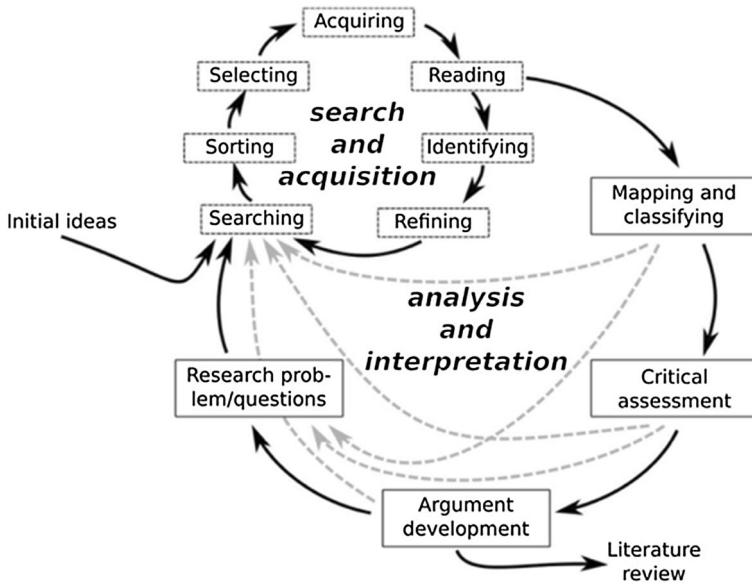 Acquiring
Selecting
Reading
search
and
acquisition
Sorting
Identifying
Searching
Refining
Initial ideas
Mapping and
classifying
analysis
and
interpretation
Research prob-
lem/questions
Critical
assessment
Argument
development
Literature
review